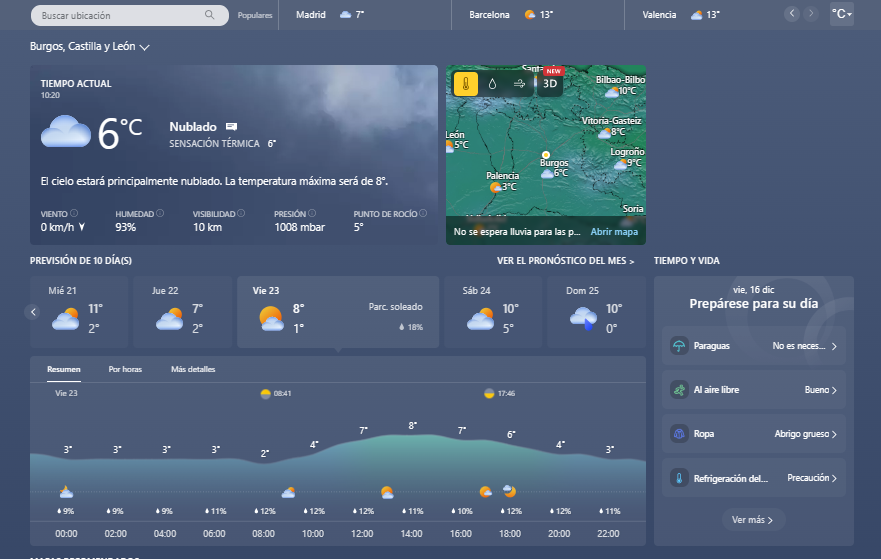 Buscar ubicación
Populares
Madrid 7°
Barcelona 13°
Valencia 13°
°C
Burgos, Castilla y León
TIEMPO ACTUAL
10:20
6°C
Nublado
SENSACIÓN TÉRMICA 6°
El cielo estará principalmente nublado. La temperatura máxima será de 8°.
VIENTO HUMEDAD VISIBILIDAD PRESIÓN PUNTO DE ROCÍO
0 km/h 93% 10 km 1008 mbar 5°
NEW
3D
Bilbao-Bilbo
10°C
Vitoria-Gasteiz
8°C
León
5°C
Logroño
9°C
Burgos
6°C
Palencia
3°C
Soria
No se espera lluvia para las p... Abrir mapa
PREVISIÓN DE 10 DÍA(S)
VER EL PRONÓSTICO DEL MES >
Mié 21
11°
2°
Jue 22
7°
2°
Vie 23
8°
1°
Parc. soleado
18%
Sáb 24
10°
5°
Dom 25
10°
0°
Resumen Por horas Más detalles
Vie 23
08:41
17:46
3° 3° 3° 3° 2° 4° 7° 8° 7° 6° 4° 3°
9% 9% 9% 11% 12% 12% 12% 11% 10% 12% 12% 11%
00:00 02:00 04:00 06:00 08:00 10:00 12:00 14:00 16:00 18:00 20:00 22:00
TIEMPO Y VIDA
vie, 16 dic
Prepárese para su día
Paraguas No es neces...
Al aire libre Bueno
Ropa Abrigo grueso
Refrigeración del... Precaución
Ver más